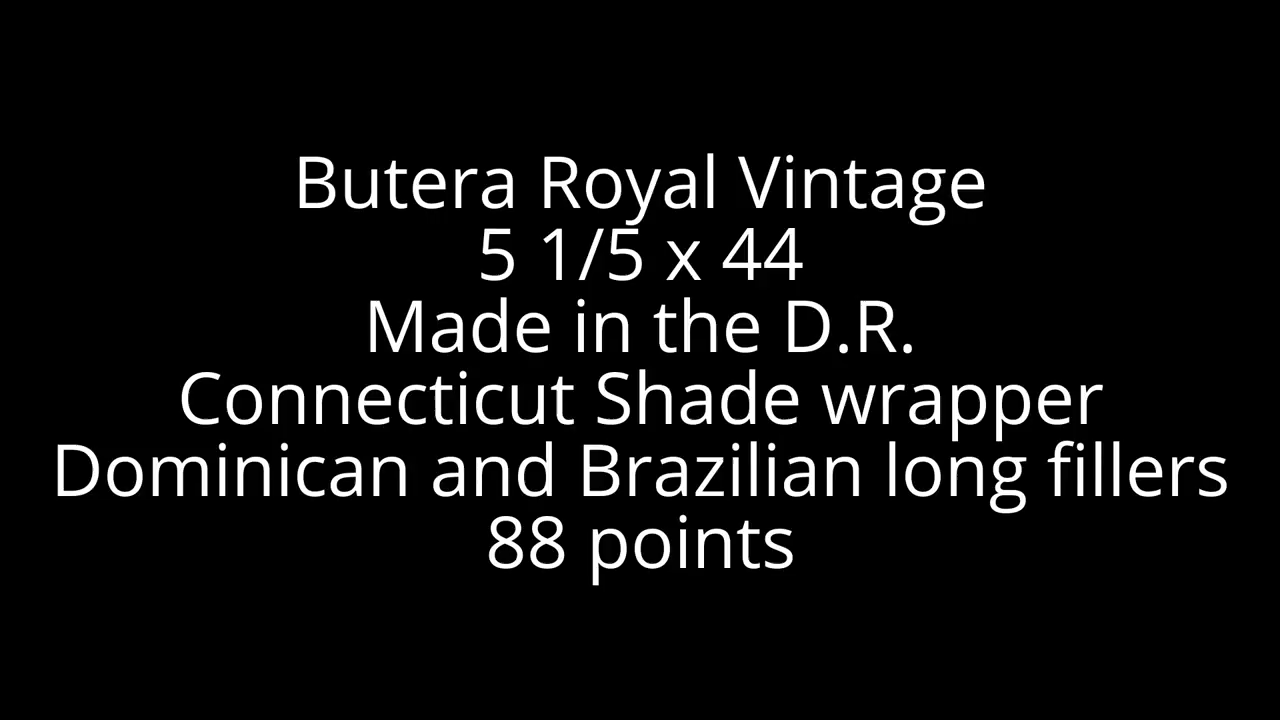 Butera Royal Vintage
5 1/5 x 44
Made in the D.R.
Connecticut Shade wrapper
Dominican and Brazilian long fillers
88 points